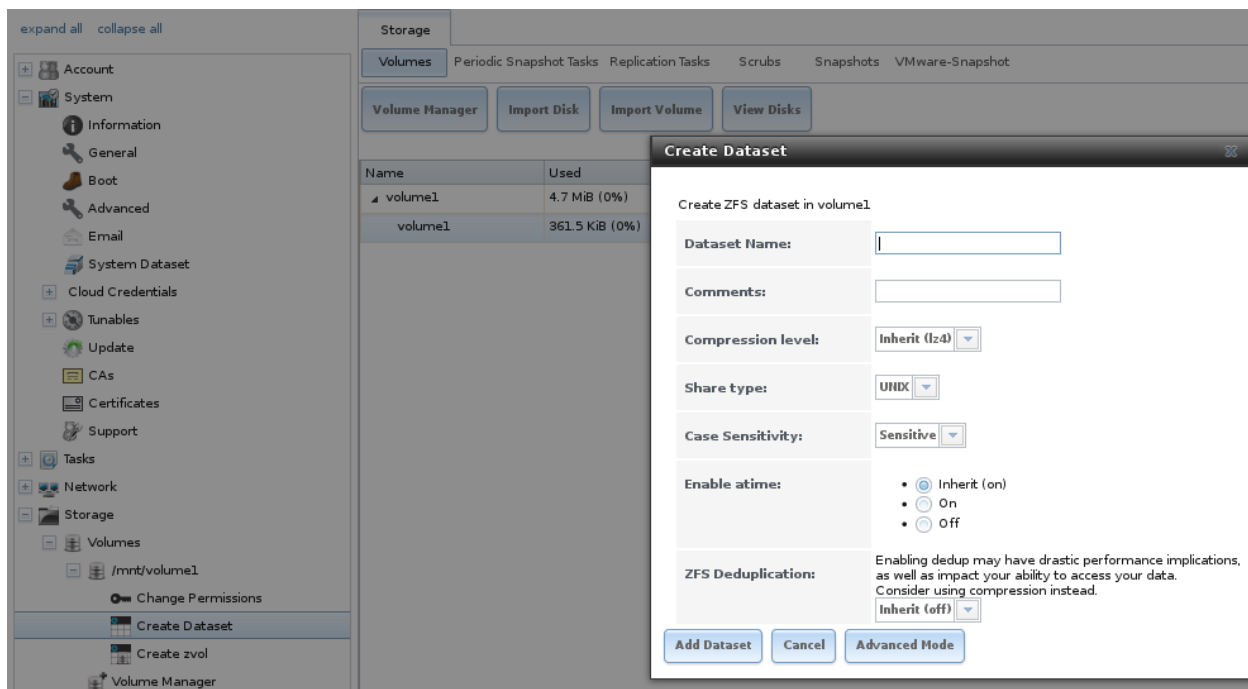 expand all collapse all
Account
System
Information
General
Boot
Advanced
Email
System Dataset
Cloud Credentials
Tunables
Update
CAs
Certificates
Support
Tasks
Network
Storage
Volumes
/mnt/volume1
Change Permissions
Create Dataset
Create zvol
Volume Manager
Storage
Volumes Periodic Snapshot Tasks Replication Tasks Scrubs Snapshots VMware-Snapshot
Volume Manager Import Disk Import Volume View Disks
Name Used
volume1 4.7 MiB (0%)
volume1 361.5 KiB (0%)
Create Dataset
Create ZFS dataset in volume1
Dataset Name:
Comments:
Compression level: Inherit (lz4)
Share type: UNIX
Case Sensitivity: Sensitive
Enable atime: Inherit (on)
On
Off
ZFS Deduplication:
Enabling dedup may have drastic performance implications,
as well as impact your ability to access your data.
Consider using compression instead.
Inherit (off)
Add Dataset Cancel Advanced Mode